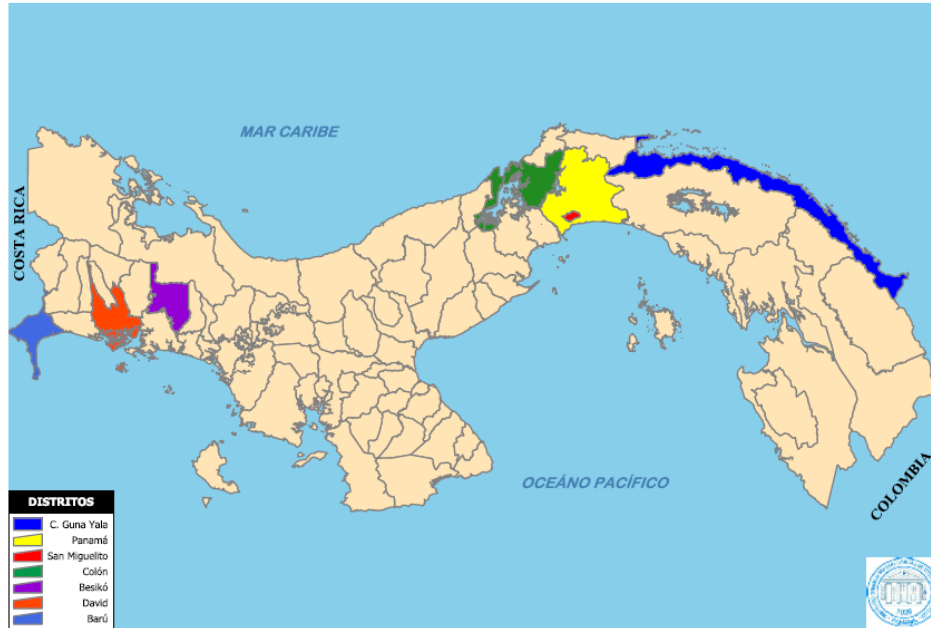 MAR CARIBE
COSTA RICA
OCEÁNO PACÍFICO
COLOMBIA
DISTRITOS
C. Guna Yala
Panamá
San Miguelito
Colón
Besikó
David
Barú